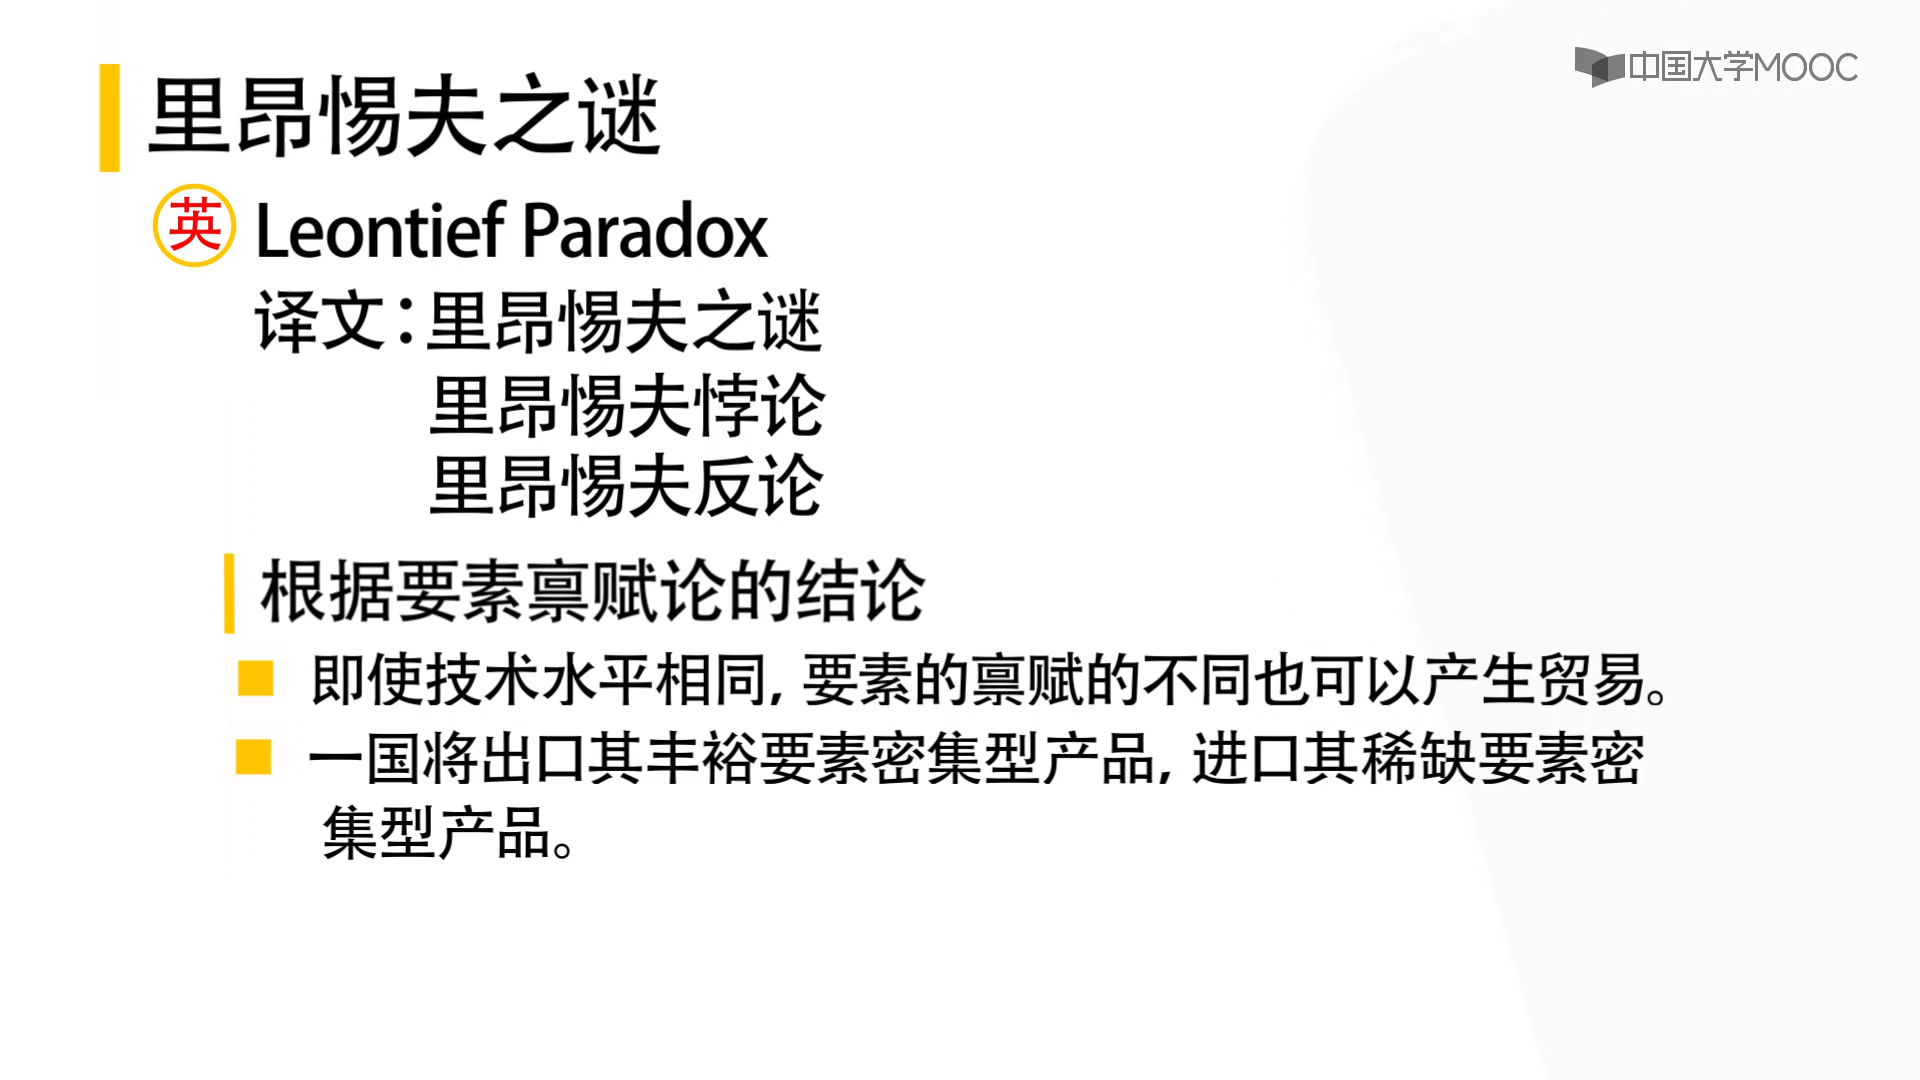 中国大学MOOC
里昂惕夫之谜
英 Leontief Paradox
译文：里昂惕夫之谜
里昂惕夫悖论
里昂惕夫反论
根据要素禀赋论的结论
即使技术水平相同, 要素的禀赋的不同也可以产生贸易。
一国将出口其丰裕要素密集型产品, 进口其稀缺要素密
集型产品。